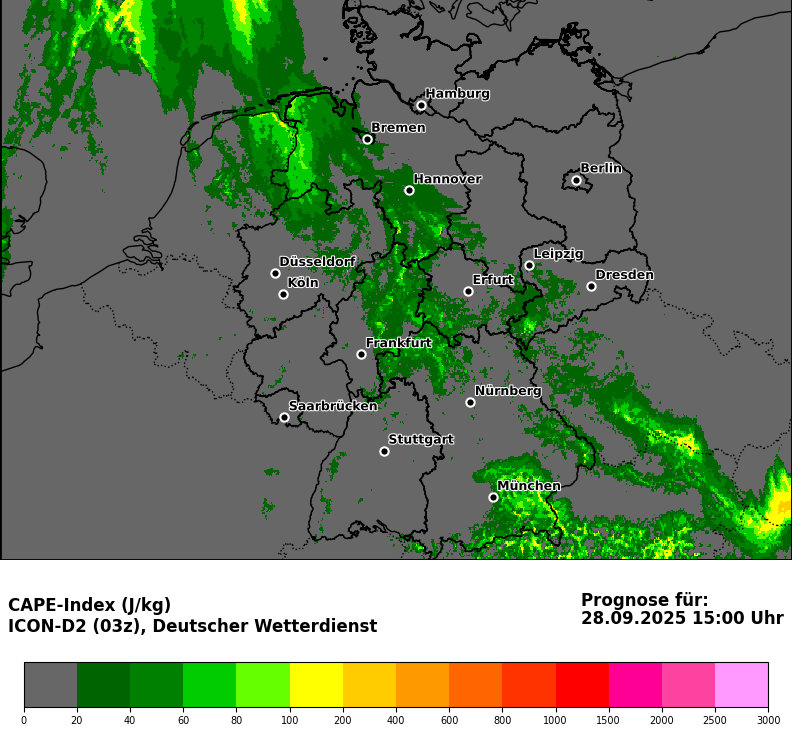 Hamburg
Bremen
Berlin
Hannover
Leipzig
Düsseldorf
Dresden
Köln
Erfurt
Frankfurt
Nürnberg
Saarbrücken
Stuttgart
München
CAPE-Index (J/kg)
ICON-D2 (03z), Deutscher Wetterdienst
Prognose für:
28.09.2025 15:00 Uhr
0 20 40 60 80 100 200 400 600 800 1000 1500 2000 2500 3000